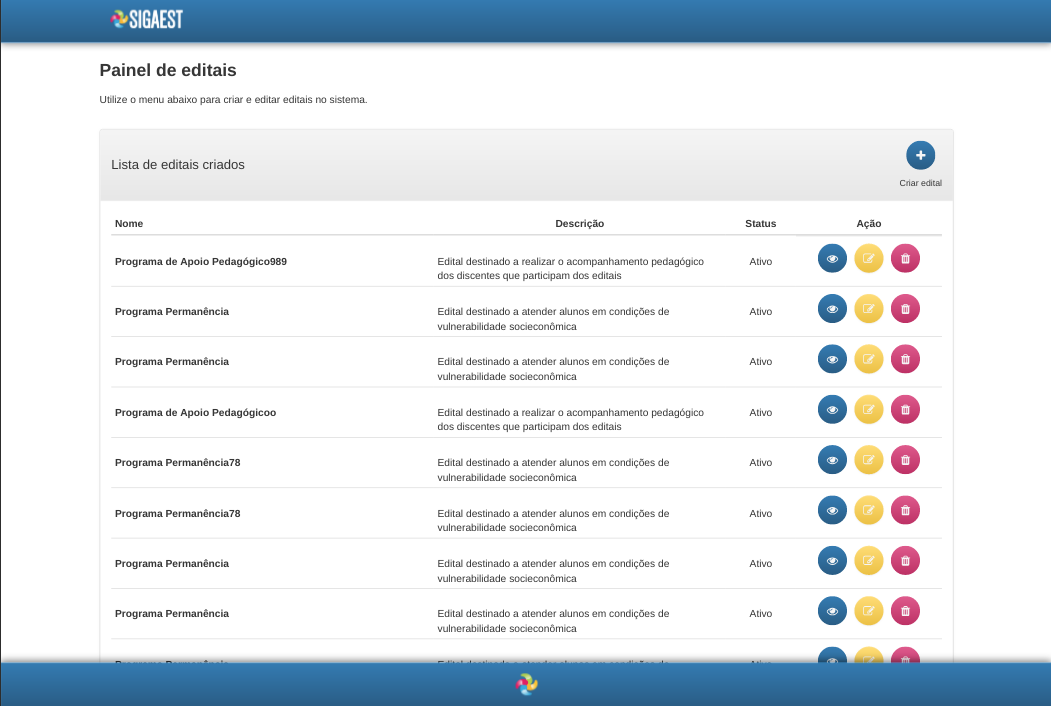 SIGAEST
Painel de editais
Utilize o menu abaixo para criar e editar editais no sistema.
Lista de editais criados
Criar edital
Nome Descrição Status Ação
Programa de Apoio Pedagógico989 Edital destinado a realizar o acompanhamento pedagógico Ativo
dos discentes que participam dos editais
Programa Permanência Edital destinado a atender alunos em condições de Ativo
vulnerabilidade socieconômica
Programa Permanência Edital destinado a atender alunos em condições de Ativo
vulnerabilidade socieconômica
Programa de Apoio Pedagógicoo Edital destinado a realizar o acompanhamento pedagógico Ativo
dos discentes que participam dos editais
Programa Permanência78 Edital destinado a atender alunos em condições de Ativo
vulnerabilidade socieconômica
Programa Permanência78 Edital destinado a atender alunos em condições de Ativo
vulnerabilidade socieconômica
Programa Permanência Edital destinado a atender alunos em condições de Ativo
vulnerabilidade socieconômica
Programa Permanência Edital destinado a atender alunos em condições de Ativo
vulnerabilidade socieconômica